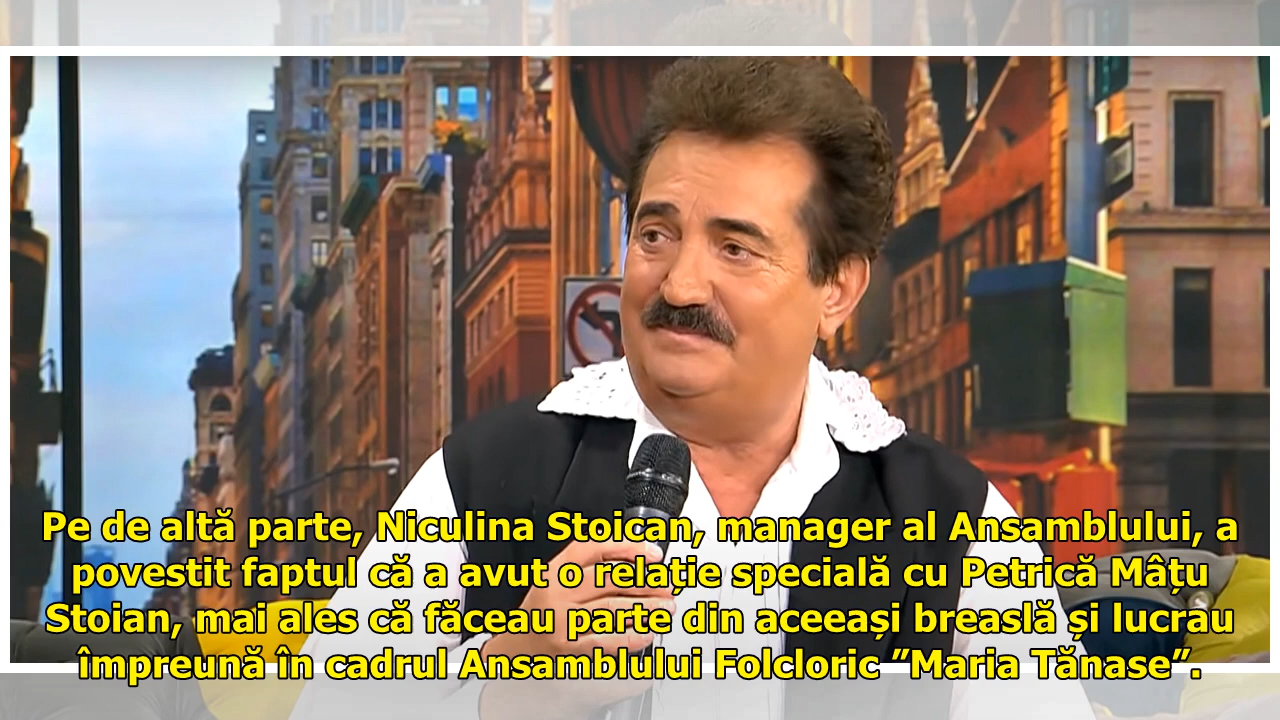 Pe de altă parte, Niculina Stoican, manager al Ansamblului, a
povestit faptul că a avut o relație specială cu Petrică Mâțu
Stoian, mai ales că făceau parte din aceeași breaslă și lucrau
împreună în cadrul Ansamblului Folcloric ”Maria Tănase”.